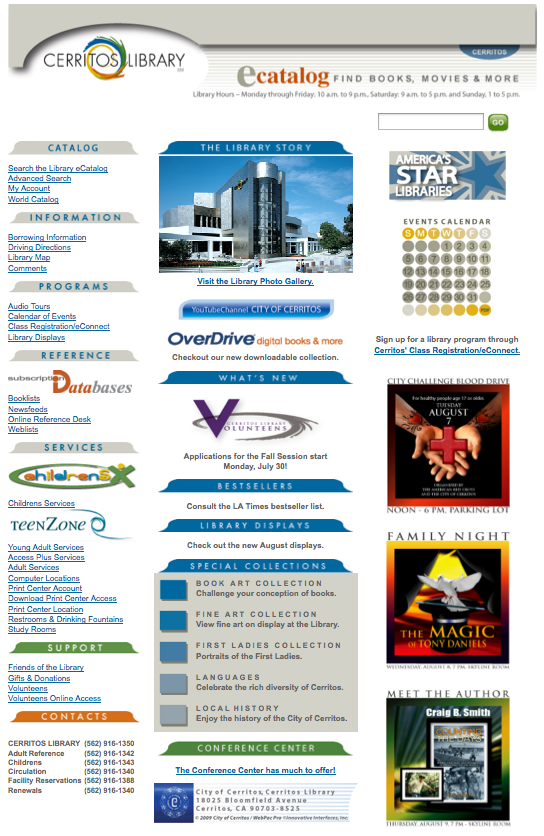 CERRITOS LIBRARY
CERRITOS
ecatalog FIND BOOKS, MOVIES & MORE
Library Hours – Monday through Friday: 10 a.m. to 9 p.m., Saturday: 9 a.m. to 5 p.m. and Sunday, 1 to 5 p.m.
GO
CATALOG
Search the Library eCatalog
Advanced Search
My Account
World Catalog
INFORMATION
Borrowing Information
Driving Directions
Library Map
Comments
PROGRAMS
Audio Tours
Calendar of Events
Class Registration/eConnect
Library Displays
REFERENCE
subscription Databases
Booklists
Newsfeeds
Online Reference Desk
Weblists
SERVICES
childrens
Childrens Services
TEENZONE
Young Adult Services
Access Plus Services
Adult Services
Computer Locations
Print Center Account
Download Print Center Access
Print Center Location
Restrooms & Drinking Fountains
Study Rooms
SUPPORT
Friends of the Library
Gifts & Donations
Volunteers
Volunteers Online Access
CONTACTS
CERRITOS LIBRARY (562) 916-1350
Adult Reference (562) 916-1342
Childrens (562) 916-1343
Circulation (562) 916-1340
Facility Reservations (562) 916-1388
Renewals (562) 916-1340
THE LIBRARY STORY
Visit the Library Photo Gallery.
YouTubeChannel CITY OF CERRITOS
OVERDRIVE digital books & more
Checkout our new downloadable collection.
WHAT'S NEW
CERRITOS LIBRARY
VOLUNTEERS
Applications for the Fall Session start
Monday, July 30!
BESTSELLERS
Consult the LA Times bestseller list.
LIBRARY DISPLAYS
Check out the new August displays.
SPECIAL COLLECTIONS
BOOK ART COLLECTION
Challenge your conception of books.
FINE ART COLLECTION
View fine art on display at the Library.
FIRST LADIES COLLECTION
Portraits of the First Ladies.
LANGUAGES
Celebrate the rich diversity of Cerritos.
LOCAL HISTORY
Enjoy the history of the City of Cerritos.
CONFERENCE CENTER
The Conference Center has much to offer!
City of Cerritos, Cerritos Library
18025 Bloomfield Avenue
Cerritos, CA 90703-8525
© 2009 City of Cerritos / WebPac Pro ©Innovative Interfaces, Inc.
AMERICA'S
STAR
LIBRARIES
EVENTS CALENDAR
S M T W T F S
1 2 3 4
5 6 7 8 9 10 11
12 13 14 15 16 17 18
19 20 21 22 23 24 25
26 27 28 29 30 31
PDF
Sign up for a library program through
Cerritos' Class Registration/eConnect.
CITY CHALLENGE BLOOD DRIVE
For healthy people age 17 or older.
TUESDAY
AUGUST
7
ORGANIZED BY
THE AMERICAN RED CROSS
AND THE CITY OF CERRITOS
NOON - 6 PM, PARKING LOT
FAMILY NIGHT
THE MAGIC
OF TONY DANIELS
WEDNESDAY, AUGUST 8, 7 PM, SKYLINE ROOM
MEET THE AUTHOR
Craig B. Smith
COUNTING
THE DAYS
THURSDAY, AUGUST 9, 7 PM, SKYLINE ROOM